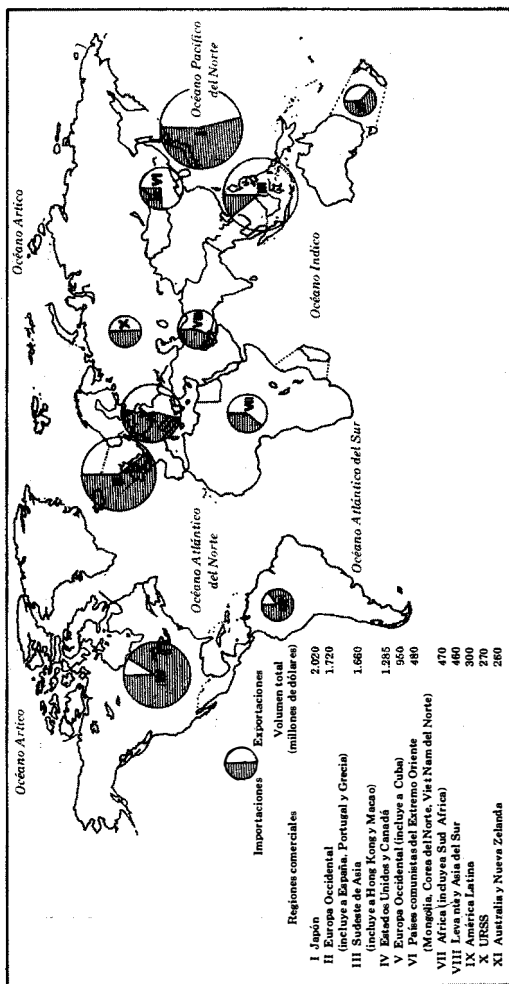 Océano Artico
Océano Artico
Océano Pacífico
del Norte
Océano Atlántico
del Norte
X
VI
VIII
VII
III
Océano Indico
Océano Atlántico del Sur
Importaciones Exportaciones
Regiones comerciales Volumen total
(millones de dólares)
I Japón 2.020
II Europa Occidental 1.720
(incluye a España, Portugal y Grecia)
III Sudeste de Asia 1.660
(incluye a Hong Kong y Macao)
IV Estados Unidos y Canadá 1.285
V Europa Occidental (incluye a Cuba) 950
VI Países comunistas del Extremo Oriente 480
(Mongolia, Corea del Norte, Viet Nam del Norte)
VII Africa (incluye a Sud Africa) 470
VIII Levante y Asia del Sur 460
IX América Latina 300
X URSS 270
XI Australia y Nueva Zelanda 260